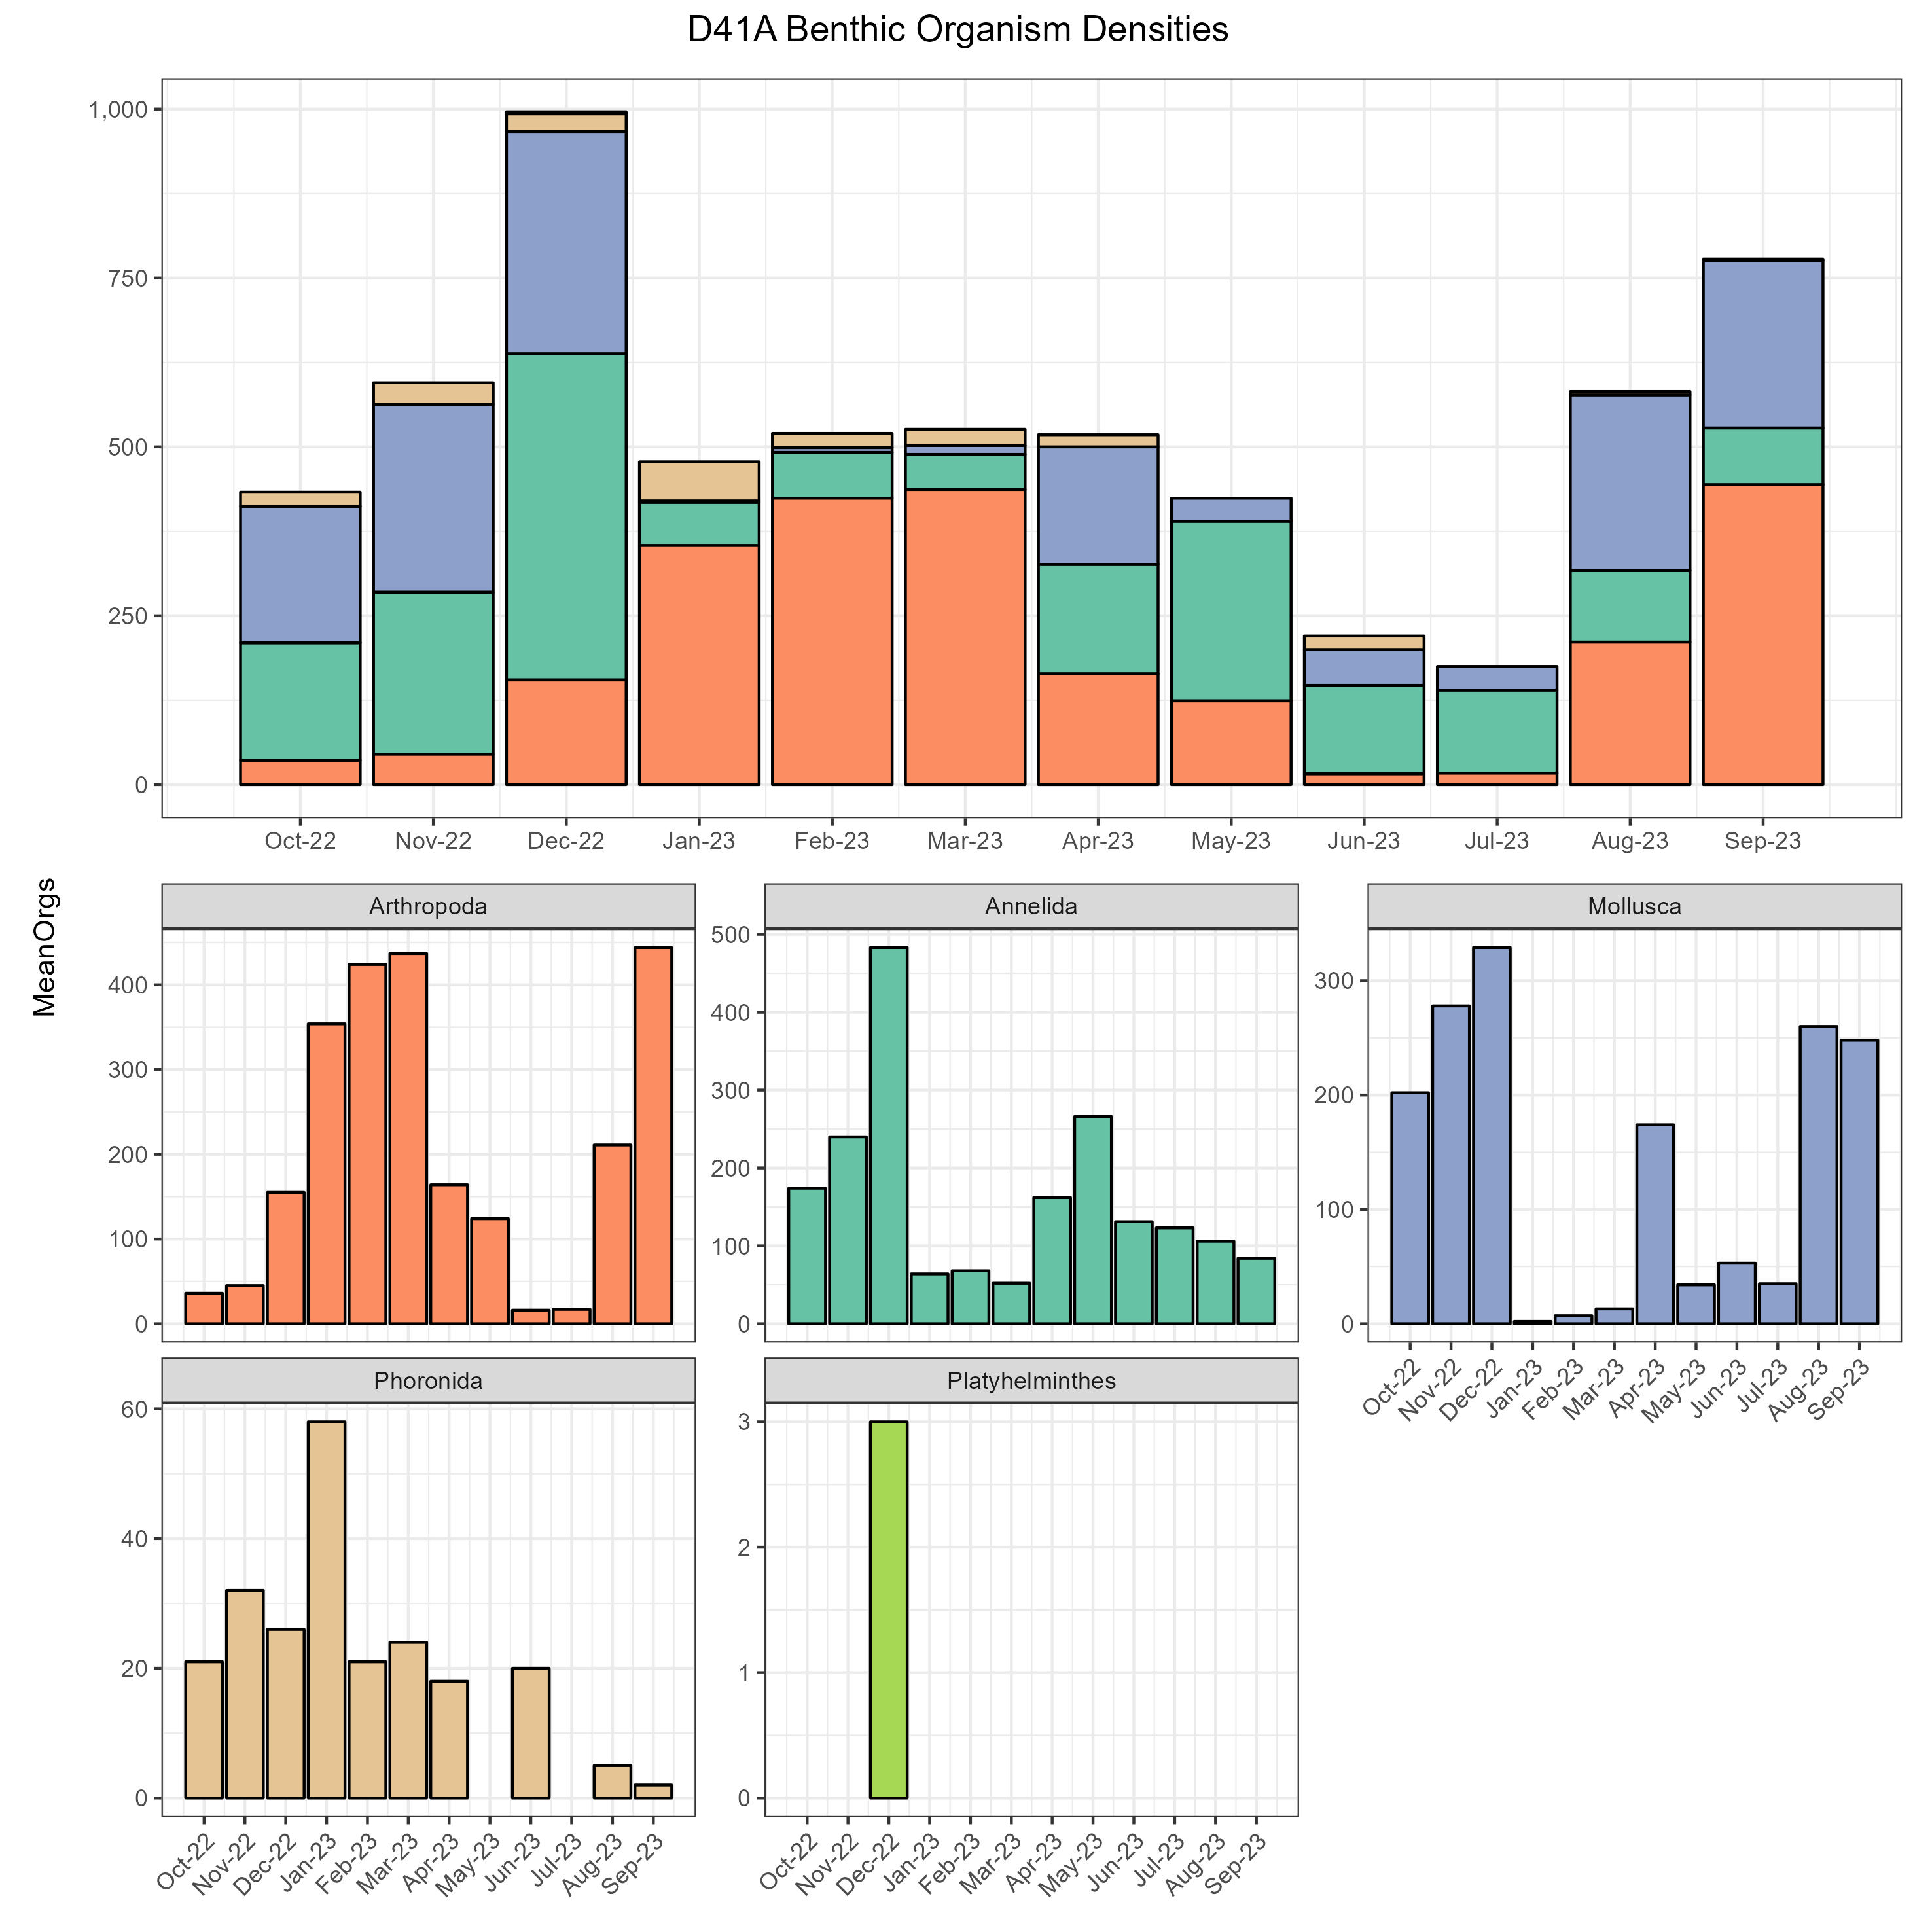 D41A Benthic Organism Densities
1,000
750
500
250
0
Oct-22 Nov-22 Dec-22 Jan-23 Feb-23 Mar-23 Apr-23 May-23 Jun-23 Jul-23 Aug-23 Sep-23
MeanOrgs
Arthropoda
400
300
200
100
0
Annelida
500
400
300
200
100
0
Mollusca
300
200
100
0
Oct-22 Nov-22 Dec-22 Jan-23 Feb-23 Mar-23 Apr-23 May-23 Jun-23 Jul-23 Aug-23 Sep-23
Phoronida
60
40
20
0
Oct-22 Nov-22 Dec-22 Jan-23 Feb-23 Mar-23 Apr-23 May-23 Jun-23 Jul-23 Aug-23 Sep-23
Platyhelminthes
3
2
1
0
Oct-22 Nov-22 Dec-22 Jan-23 Feb-23 Mar-23 Apr-23 May-23 Jun-23 Jul-23 Aug-23 Sep-23